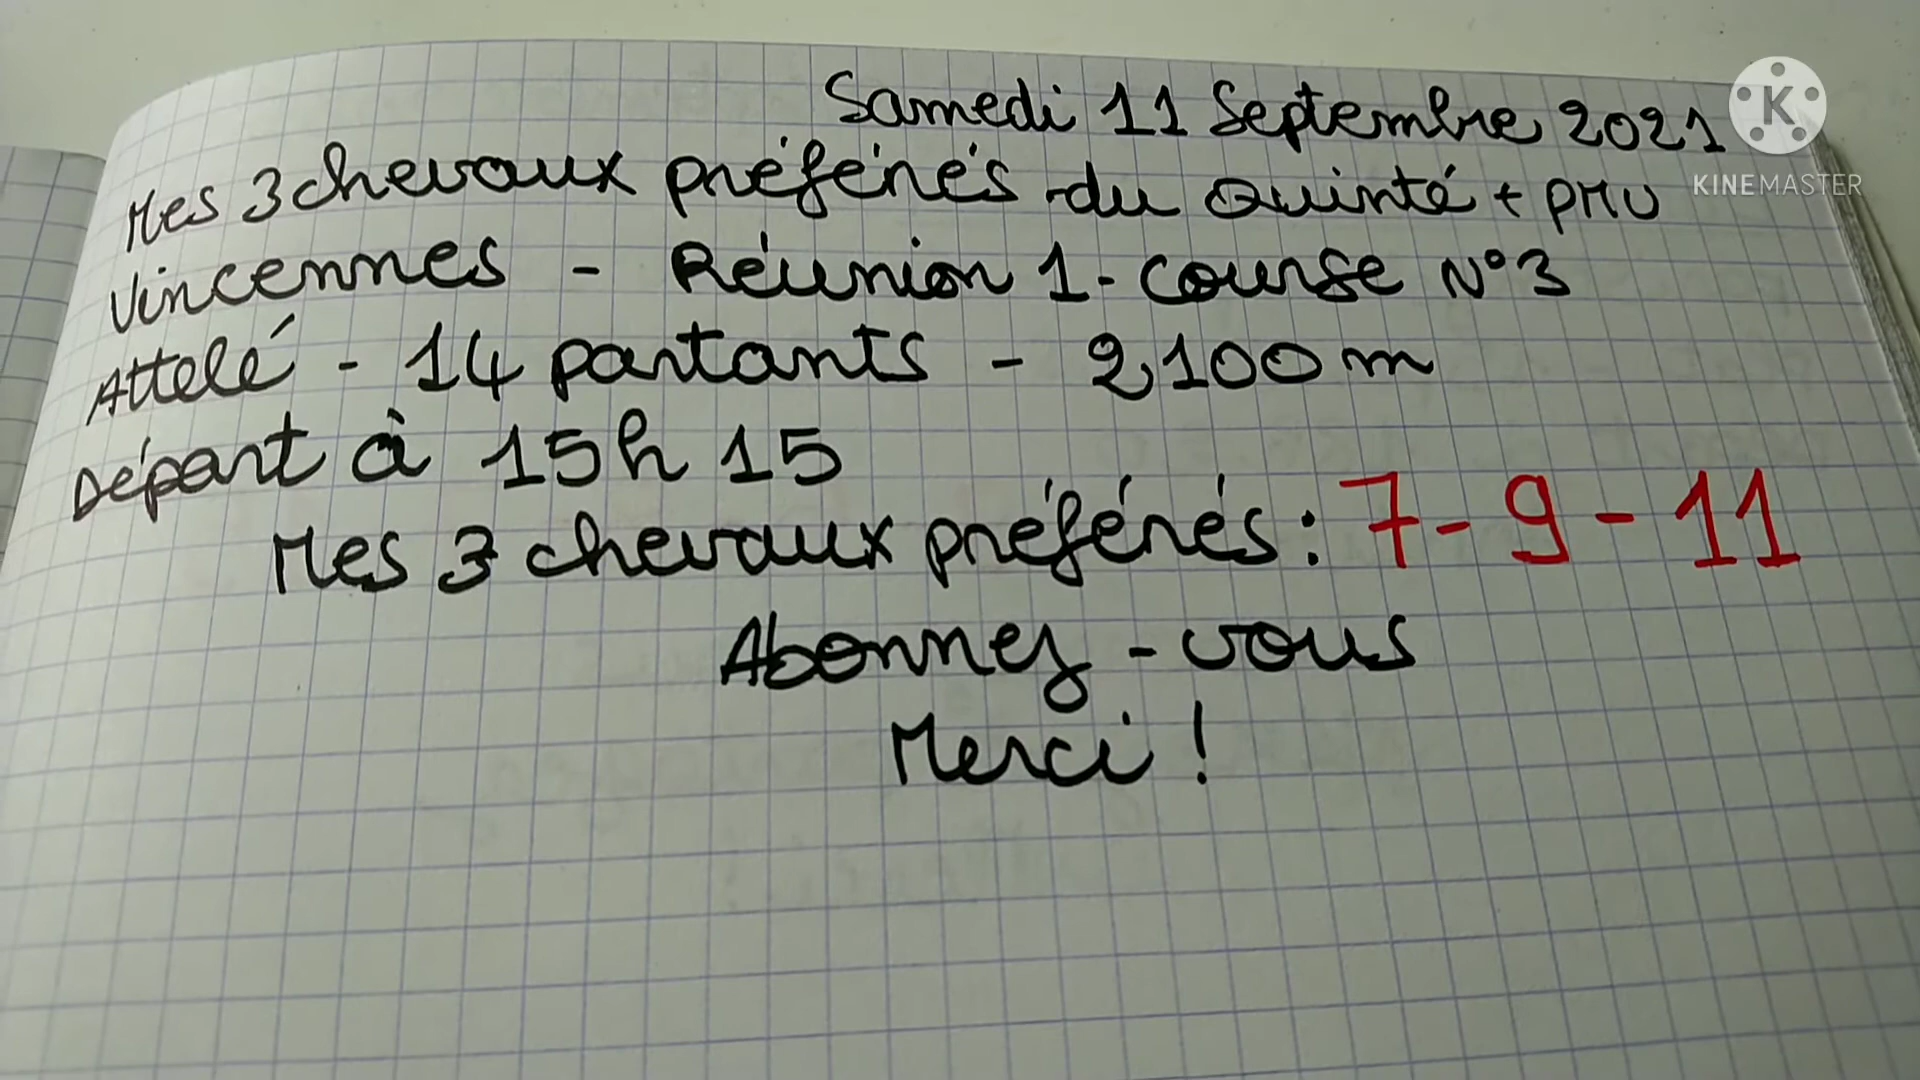 Samedi 11 Septembre 2021
Mes 3 chevaux préférés du Quinté + PMU
Vincennes - Réunion 1 - course N°3
Attelé - 14 partants - 2100 m
Départ à 15h15
Mes 3 chevaux préférés : 7 - 9 - 11
Abonnez - vous
Merci !
K
KINEMASTER